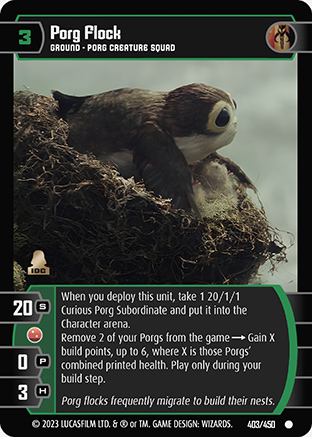 3
Porg Flock
GROUND - PORG CREATURE SQUAD
IDC
20 S
0 P
3 H
When you deploy this unit, take 1 20/1/1
Curious Porg Subordinate and put it into the
Character arena.
Remove 2 of your Porgs from the game → Gain X
build points, up to 6, where X is those Porgs'
combined printed health. Play only during your
build step.
Porg flocks frequently migrate to build their nests.
© 2023 LUCASFILM LTD. & ® or TM. GAME DESIGN: WIZARDS.
403/450